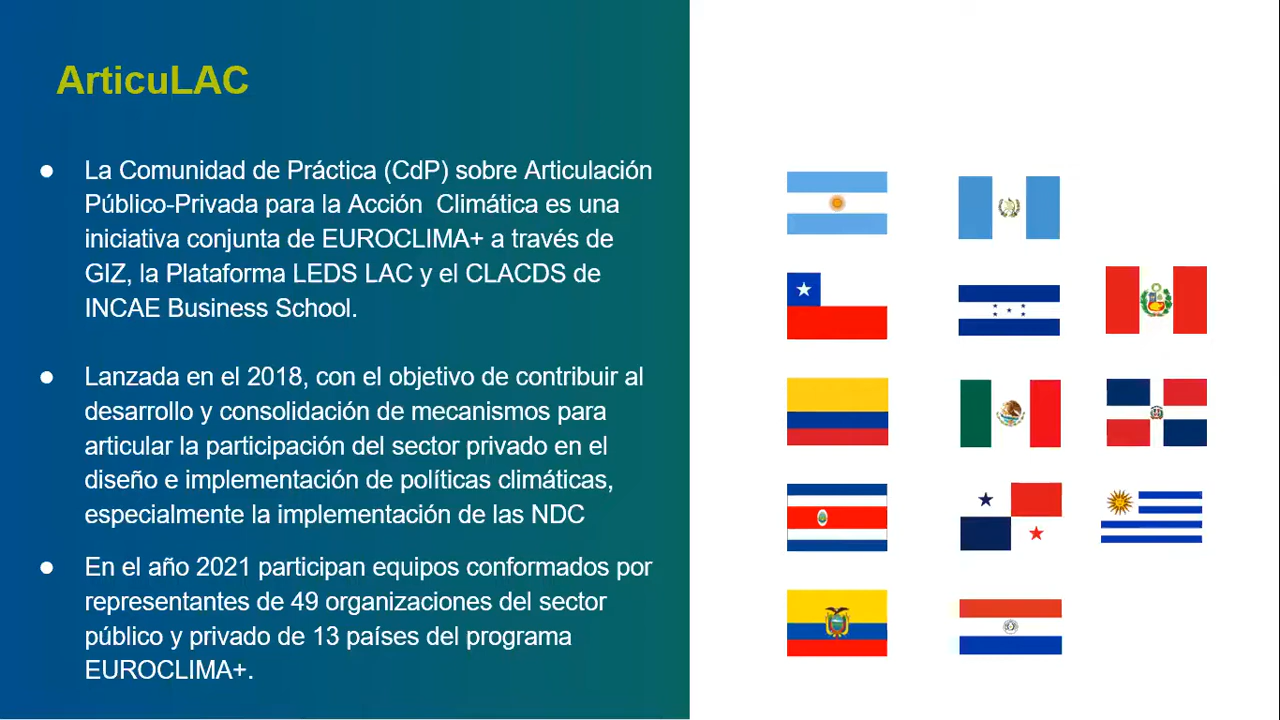 ArticuLAC
● La Comunidad de Práctica (CdP) sobre Articulación
Público-Privada para la Acción  Climática es una
iniciativa conjunta de EUROCLIMA+ a través de
GIZ, la Plataforma LEDS LAC y el CLACDS de
INCAE Business School.
● Lanzada en el 2018, con el objetivo de contribuir al
desarrollo y consolidación de mecanismos para
articular la participación del sector privado en el
diseño e implementación de políticas climáticas,
especialmente la implementación de las NDC
● En el año 2021 participan equipos conformados por
representantes de 49 organizaciones del sector
público y privado de 13 países del programa
EUROCLIMA+.